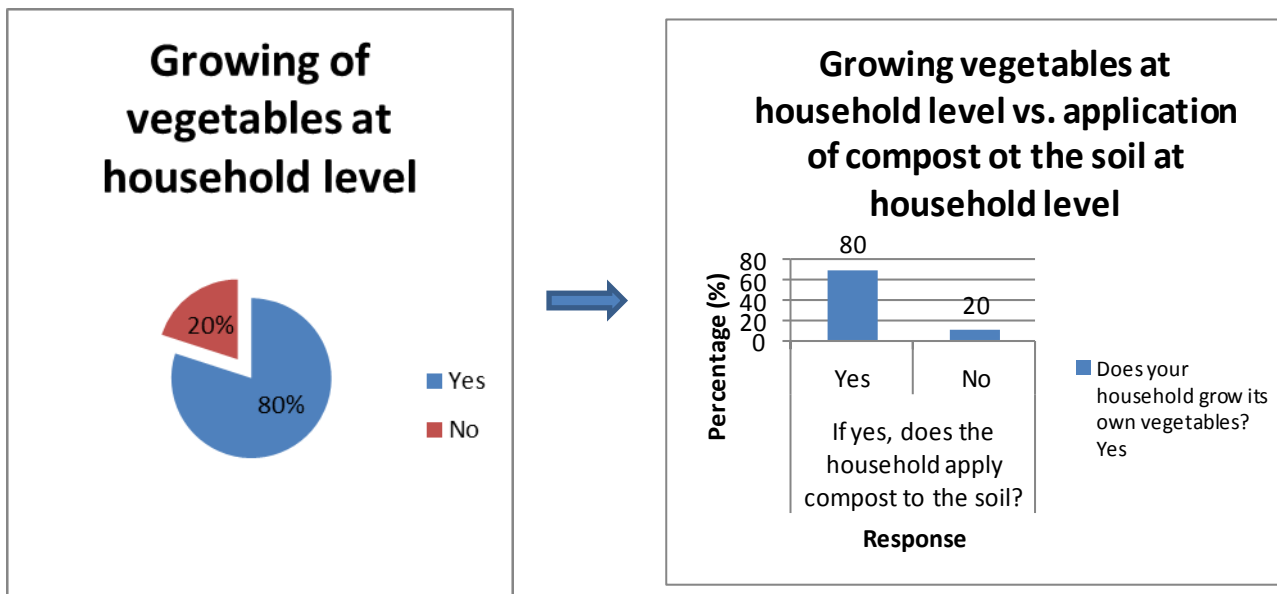 Growing of
vegetables at
household level
20%
80%
Yes
No
Growing vegetables at
household level vs. application
of compost ot the soil at
household level
Percentage (%)
80
60
40
20
0
80
20
Yes
No
If yes, does the
household apply
compost to the soil?
Response
Does your
household grow its
own vegetables?
Yes